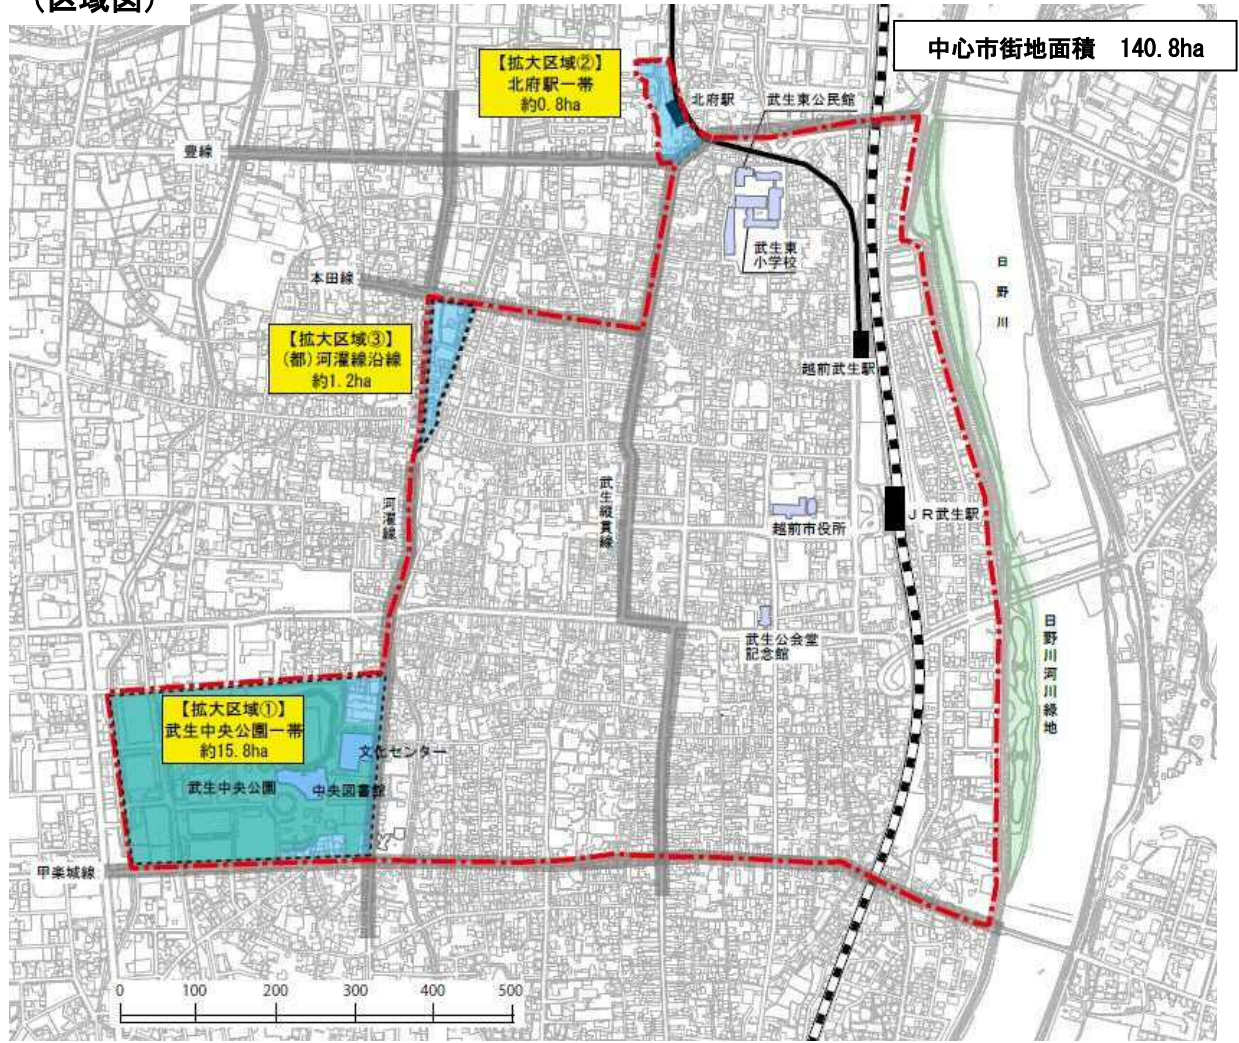 （区域図）
中心市街地面積　140.8ha
【拡大区域②】
北府駅一帯
約0.8ha
北府駅
武生東公民館
豊線
武生東
小学校
日野川
本田線
【拡大区域③】
(都)河濯線沿線
約1.2ha
越前武生駅
河濯線
武生縦貫線
越前市役所
ＪＲ武生駅
武生公会堂
記念館
日野川河川緑地
【拡大区域①】
武生中央公園一帯
約15.8ha
文化センター
武生中央公園
中央図書館
甲楽城線
0 100 200 300 400 500